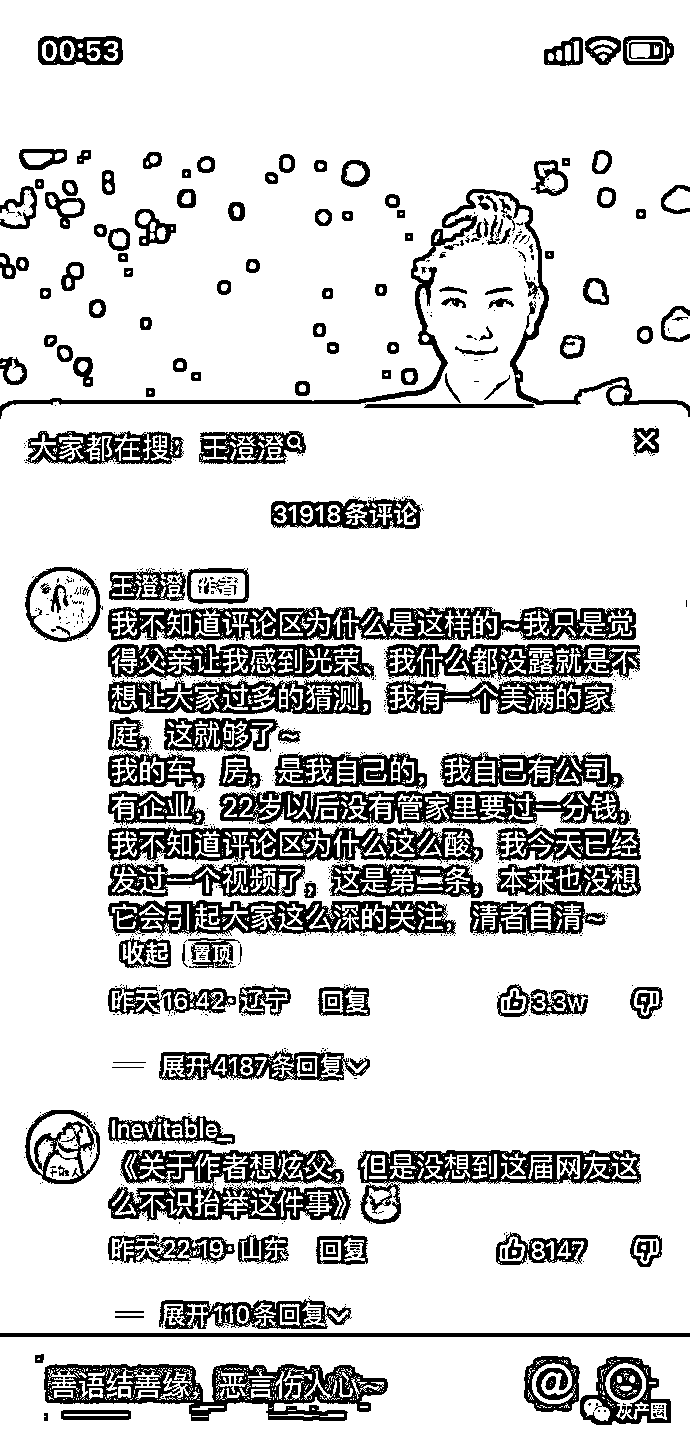 00:53
大家都在搜：王澄澄
31918条评论
王澄澄 作者
我不知道评论区为什么是这样的~我只是觉
得父亲让我感到光荣、我什么都没露就是不
想让大家过多的猜测，我有一个美满的家
庭，这就够了~
我的车，房，是我自己的，我自己有公司，
有企业，22岁以后没有管家里要过一分钱，
我不知道评论区为什么这么酸，我今天已经
发过一个视频了，这是第二条，本来也没想
它会引起大家这么深的关注，清者自清~
收起 置顶
昨天16:42·辽宁 回复 3.3w
展开4187条回复
Inevitable_
《关于作者想炫父，但是没想到这届网友这
么不识抬举这件事》
昨天22:19·山东 回复 8147
展开110条回复
善语结善缘，恶言伤人心~ @
灰产圈